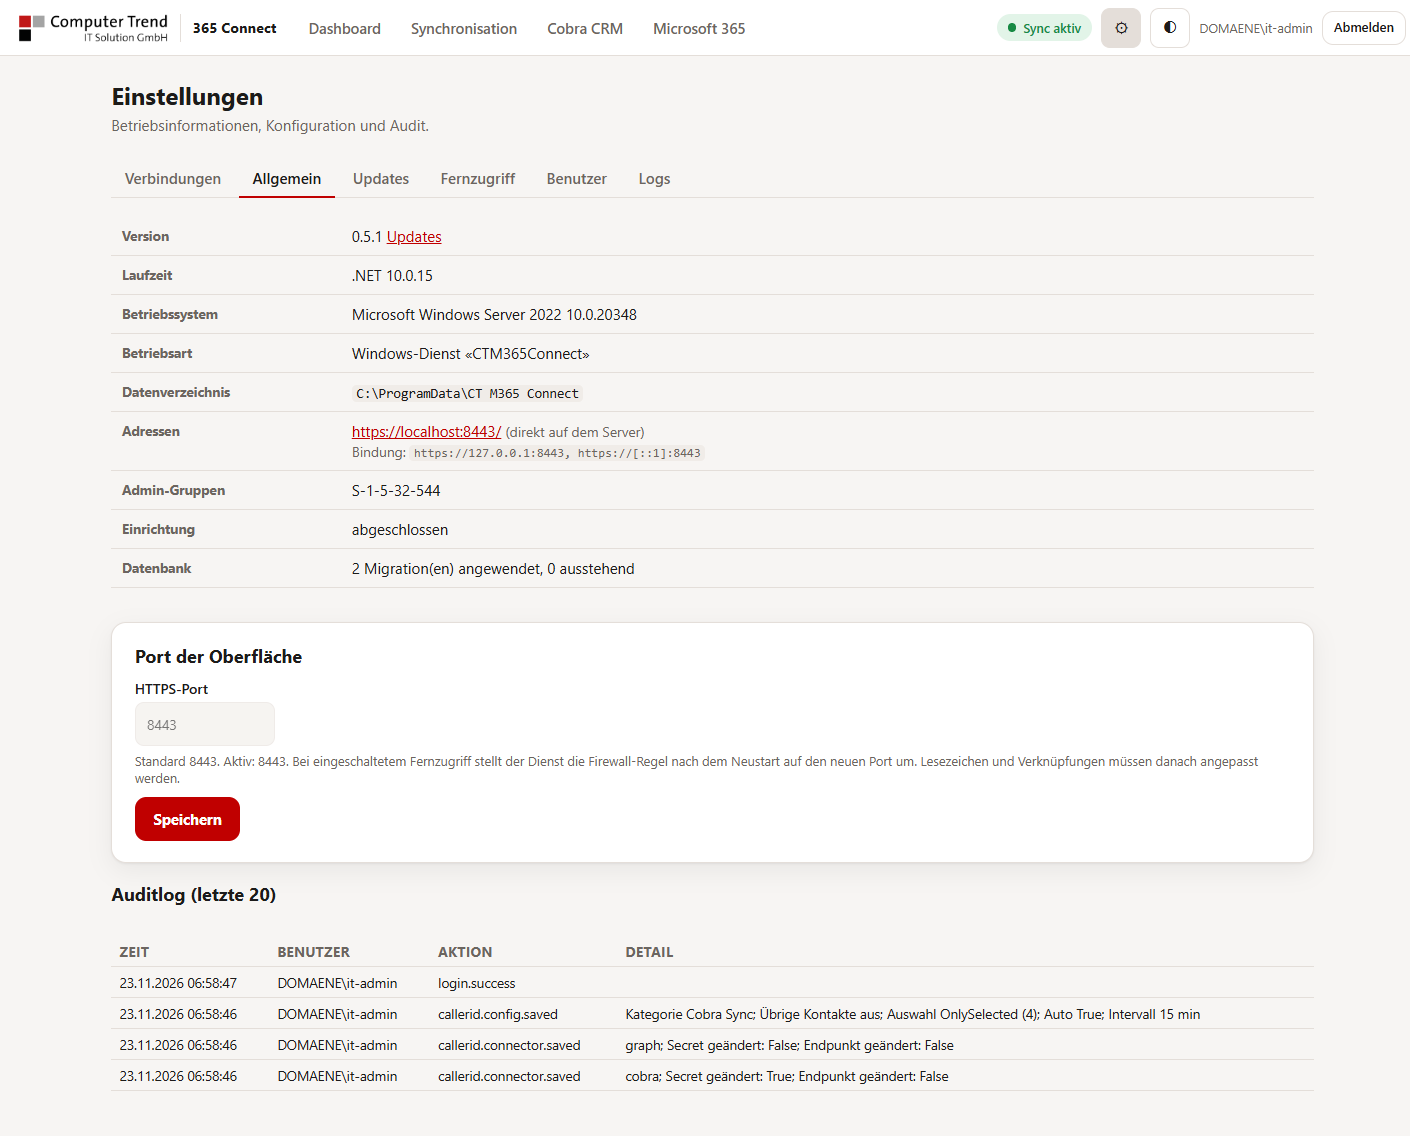 Computer Trend
IT Solution GmbH
365 Connect
Dashboard
Synchronisation
Cobra CRM
Microsoft 365
Sync aktiv
DOMAENE\it-admin
Abmelden
Einstellungen
Betriebsinformationen, Konfiguration und Audit.
Verbindungen
Allgemein
Updates
Fernzugriff
Benutzer
Logs
Version 0.5.1 Updates
Laufzeit .NET 10.0.15
Betriebssystem Microsoft Windows Server 2022 10.0.20348
Betriebsart Windows-Dienst «CTM365Connect»
Datenverzeichnis C:\ProgramData\CT M365 Connect
Adressen https://localhost:8443/ (direkt auf dem Server)
Bindung: https://127.0.0.1:8443, https://[::1]:8443
Admin-Gruppen S-1-5-32-544
Einrichtung abgeschlossen
Datenbank 2 Migration(en) angewendet, 0 ausstehend
Port der Oberfläche
HTTPS-Port
8443
Standard 8443. Aktiv: 8443. Bei eingeschaltetem Fernzugriff stellt der Dienst die Firewall-Regel nach dem Neustart auf den neuen Port um. Lesezeichen und Verknüpfungen müssen danach angepasst
werden.
Speichern
Auditlog (letzte 20)
ZEIT BENUTZER AKTION DETAIL
23.11.2026 06:58:47 DOMAENE\it-admin login.success
23.11.2026 06:58:46 DOMAENE\it-admin callerid.config.saved Kategorie Cobra Sync; Übrige Kontakte aus; Auswahl OnlySelected (4); Auto True; Intervall 15 min
23.11.2026 06:58:46 DOMAENE\it-admin callerid.connector.saved graph; Secret geändert: False; Endpunkt geändert: False
23.11.2026 06:58:46 DOMAENE\it-admin callerid.connector.saved cobra; Secret geändert: True; Endpunkt geändert: False